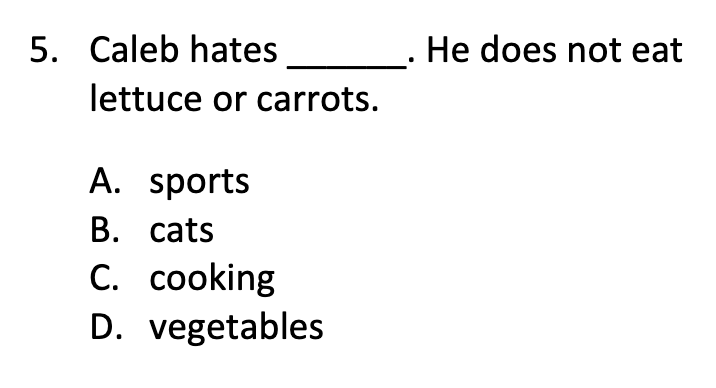 5. Caleb hates ______. He does not eat
lettuce or carrots.
A. sports
B. cats
C. cooking
D. vegetables